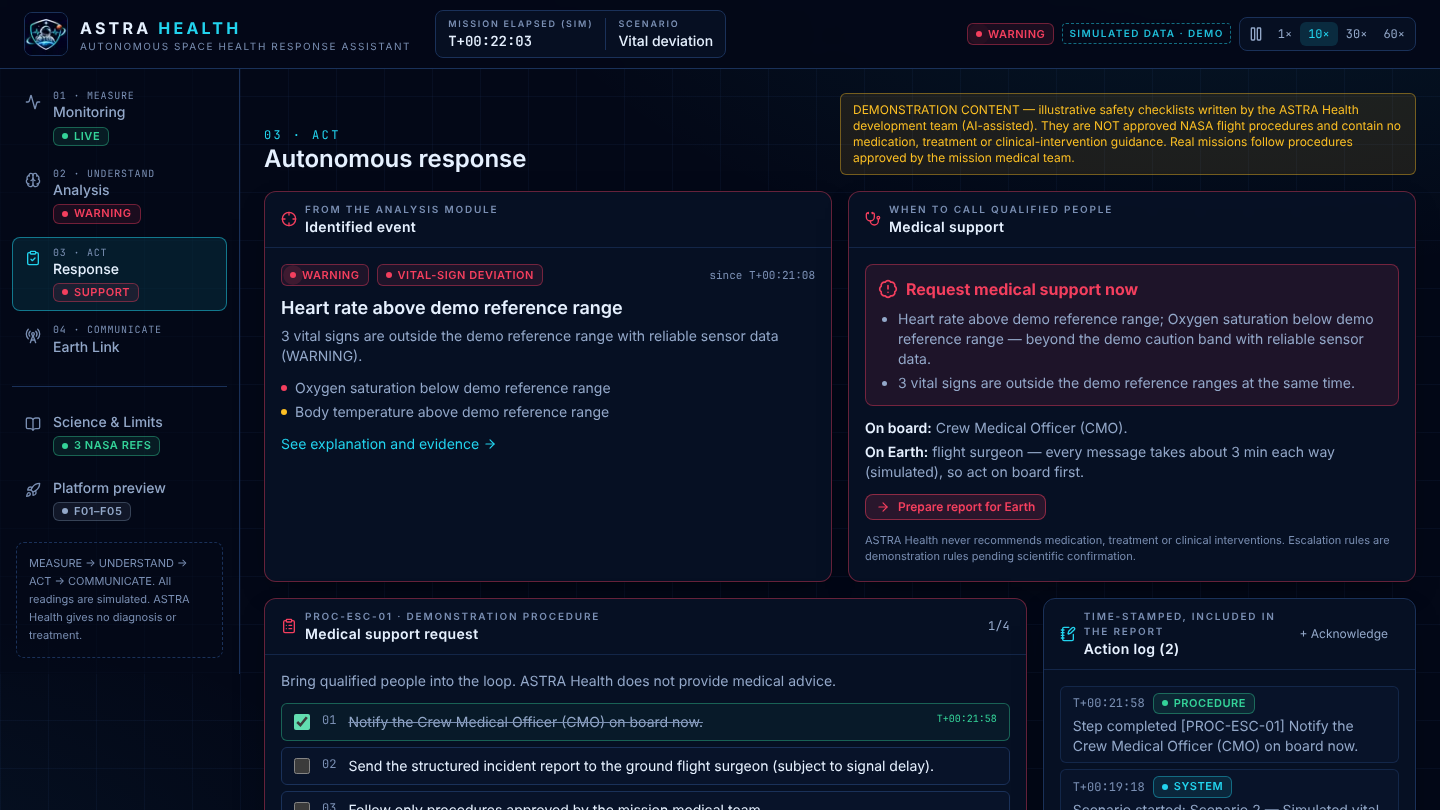 ASTRA HEALTH
AUTONOMOUS SPACE HEALTH RESPONSE ASSISTANT
MISSION ELAPSED (SIM)
T+00:22:03
SCENARIO
Vital deviation
WARNING
SIMULATED DATA · DEMO
1×
10×
30×
60×
01 · MEASURE
Monitoring
LIVE
02 · UNDERSTAND
Analysis
WARNING
03 · ACT
Response
SUPPORT
04 · COMMUNICATE
Earth Link
Science & Limits
3 NASA REFS
Platform preview
F01–F05
MEASURE → UNDERSTAND →
ACT → COMMUNICATE. All
readings are simulated. ASTRA
Health gives no diagnosis or
treatment.
03 · ACT
Autonomous response
DEMONSTRATION CONTENT — illustrative safety checklists written by the ASTRA Health
development team (AI-assisted). They are NOT approved NASA flight procedures and contain no
medication, treatment or clinical-intervention guidance. Real missions follow procedures
approved by the mission medical team.
FROM THE ANALYSIS MODULE
Identified event
WARNING
VITAL-SIGN DEVIATION
since T+00:21:08
Heart rate above demo reference range
3 vital signs are outside the demo reference range with reliable sensor data
(WARNING).
Oxygen saturation below demo reference range
Body temperature above demo reference range
See explanation and evidence →
WHEN TO CALL QUALIFIED PEOPLE
Medical support
Request medical support now
Heart rate above demo reference range; Oxygen saturation below demo
reference range — beyond the demo caution band with reliable sensor
data.
3 vital signs are outside the demo reference ranges at the same time.
On board: Crew Medical Officer (CMO).
On Earth: flight surgeon — every message takes about 3 min each way
(simulated), so act on board first.
→ Prepare report for Earth
ASTRA Health never recommends medication, treatment or clinical interventions. Escalation rules are
demonstration rules pending scientific confirmation.
PROC-ESC-01 · DEMONSTRATION PROCEDURE
Medical support request
1/4
Bring qualified people into the loop. ASTRA Health does not provide medical advice.
01 Notify the Crew Medical Officer (CMO) on board now. T+00:21:58
02 Send the structured incident report to the ground flight surgeon (subject to signal delay).
03 Follow only procedures approved by the mission medical team.
TIME-STAMPED, INCLUDED IN
THE REPORT
Action log (2)
+ Acknowledge
T+00:21:58 PROCEDURE
Step completed [PROC-ESC-01] Notify the
Crew Medical Officer (CMO) on board now.
T+00:19:18 SYSTEM
Scenario started: Scenario 2 — Simulated vital